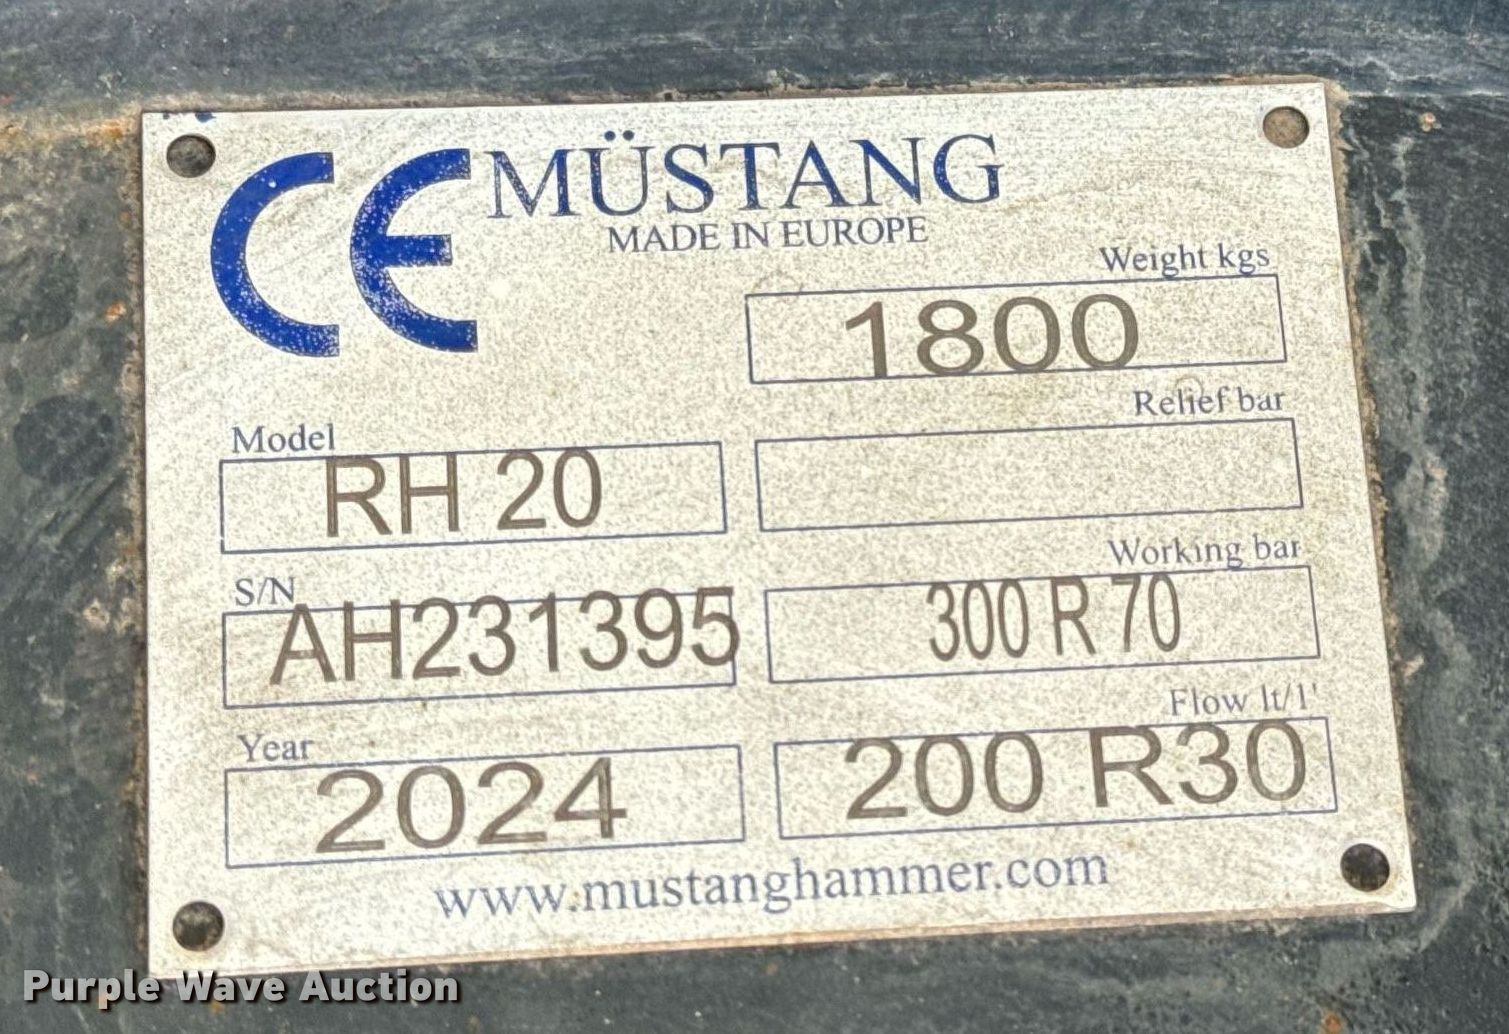 CE MÜSTANG
MADE IN EUROPE
Weight kgs
1800
Relief bar
Model
RH 20
Working bar
300 R 70
S/N
AH231395
Flow lt/1'
200 R30
Year
2024
www.mustanghammer.com
Purple Wave Auction